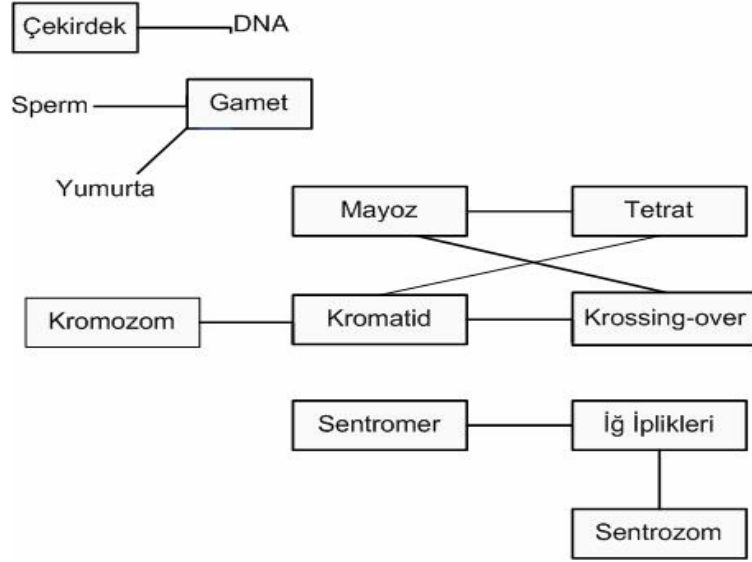 Çekirdek DNA
Sperm Gamet
Yumurta
Mayoz Tetrat
Kromozom Kromatid Krossing-over
Sentromer İğ İplikleri
Sentrozom